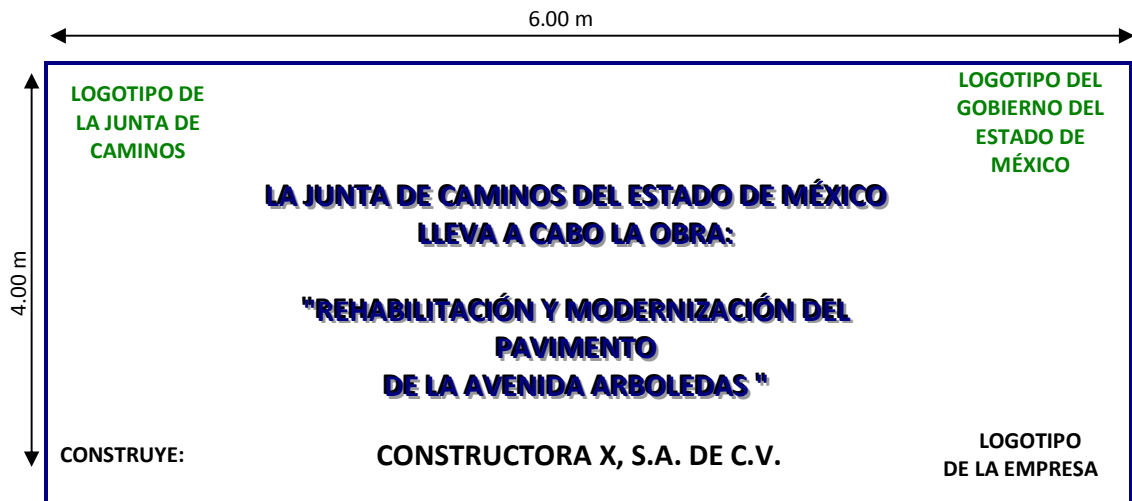 6.00 m
4.00 m
LOGOTIPO DE
LA JUNTA DE
CAMINOS
LOGOTIPO DEL
GOBIERNO DEL
ESTADO DE
MÉXICO
LA JUNTA DE CAMINOS DEL ESTADO DE MÉXICO
LLEVA A CABO LA OBRA:
"REHABILITACIÓN Y MODERNIZACIÓN DEL
PAVIMENTO
DE LA AVENIDA ARBOLEDAS "
CONSTRUYE:
CONSTRUCTORA X, S.A. DE C.V.
LOGOTIPO
DE LA EMPRESA